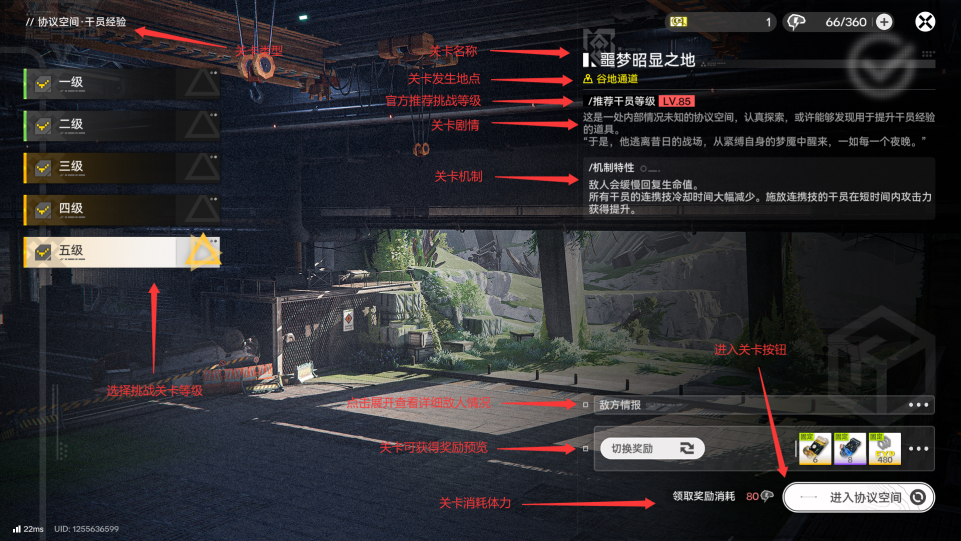 // 协议空间·干员经验
1
66/360
关卡类型
关卡名称
噩梦昭显之地
关卡发生地点
谷地通道
官方推荐挑战等级
/推荐干员等级 LV.85
关卡剧情
这是一处内部情况未知的协议空间，认真探索，或许能够发现用于提升干员经验
的道具。
“于是，他逃离昔日的战场，从紧缚自身的梦魇中醒来，一如每一个夜晚。”
关卡机制
/机制特性
敌人会缓慢回复生命值。
所有干员的连携技冷却时间大幅减少。施放连携技的干员在短时间内攻击力
获得提升。
一级
二级
三级
四级
五级
选择挑战关卡等级
进入关卡按钮
点击展开查看详细敌人情况
敌方情报
关卡可获得奖励预览
切换奖励
固定
6
固定
8
固定
480
关卡消耗体力
领取奖励消耗 80
进入协议空间
22ms
UID: 1255636599